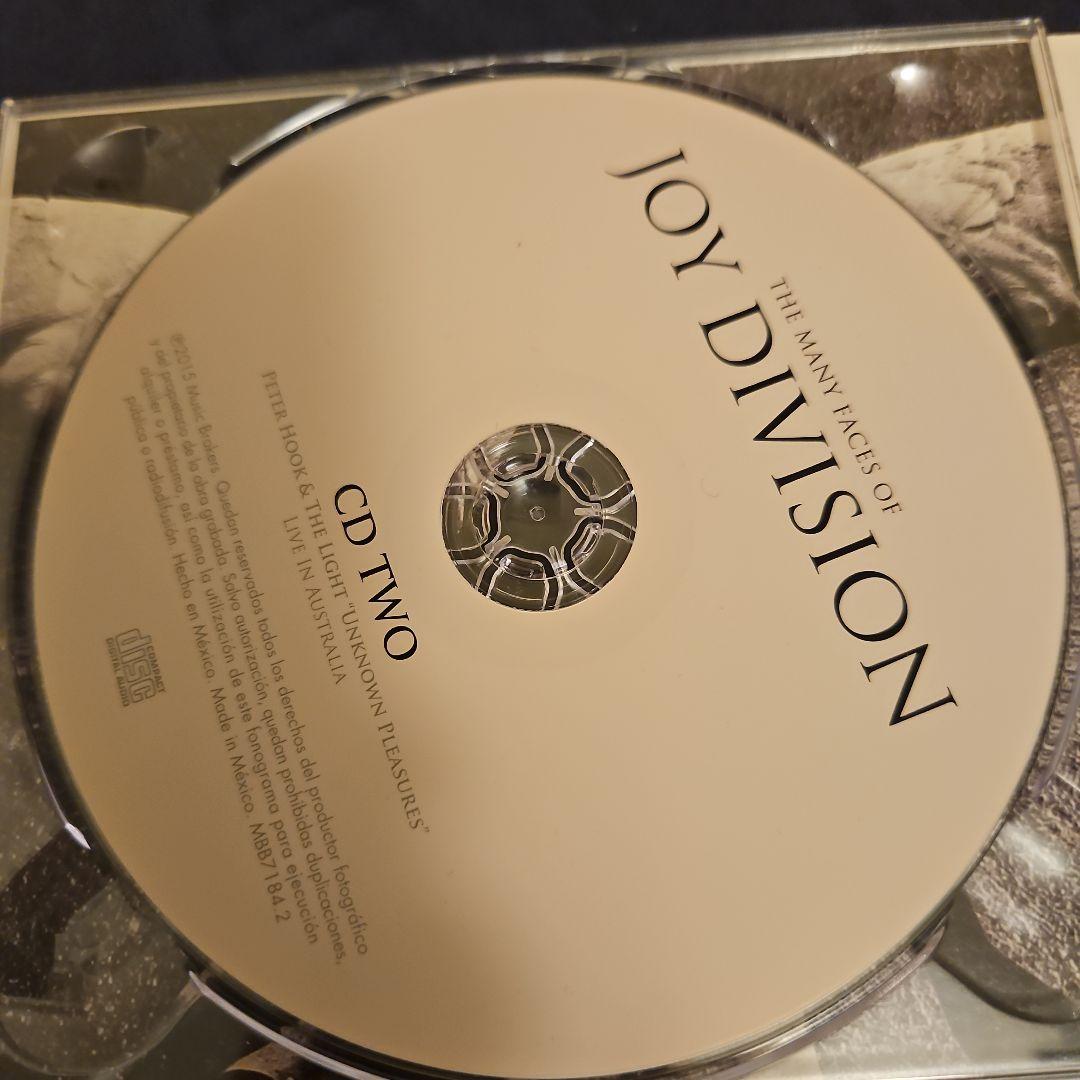 THE MANY FACES OF
JOY DIVISION
CD TWO
PETER HOOK & THE LIGHT "UNKNOWN PLEASURES"
LIVE IN AUSTRALIA
℗2015 Music Brokers. Quedan reservados todos los derechos del productor fotográfico
y del propietario de la obra grabada. Salvo autorización, quedan prohibidas duplicaciones,
alquiler o préstamo, así como la utilización de este fonograma para ejecución
pública o radiodifusión. Hecho en México. Made in México. MBB7184.2
COMPACT
disc
DIGITAL AUDIO